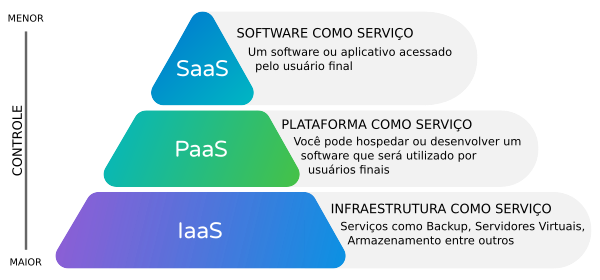 MENOR
CONTROLE
MAIOR
SaaS
SOFTWARE COMO SERVIÇO
Um software ou aplicativo acessado
pelo usuário final
PaaS
PLATAFORMA COMO SERVIÇO
Você pode hospedar ou desenvolver um
software que será utilizado por
usuários finais
IaaS
INFRAESTRUTURA COMO SERVIÇO
Serviços como Backup, Servidores Virtuais,
Armazenamento entre outros